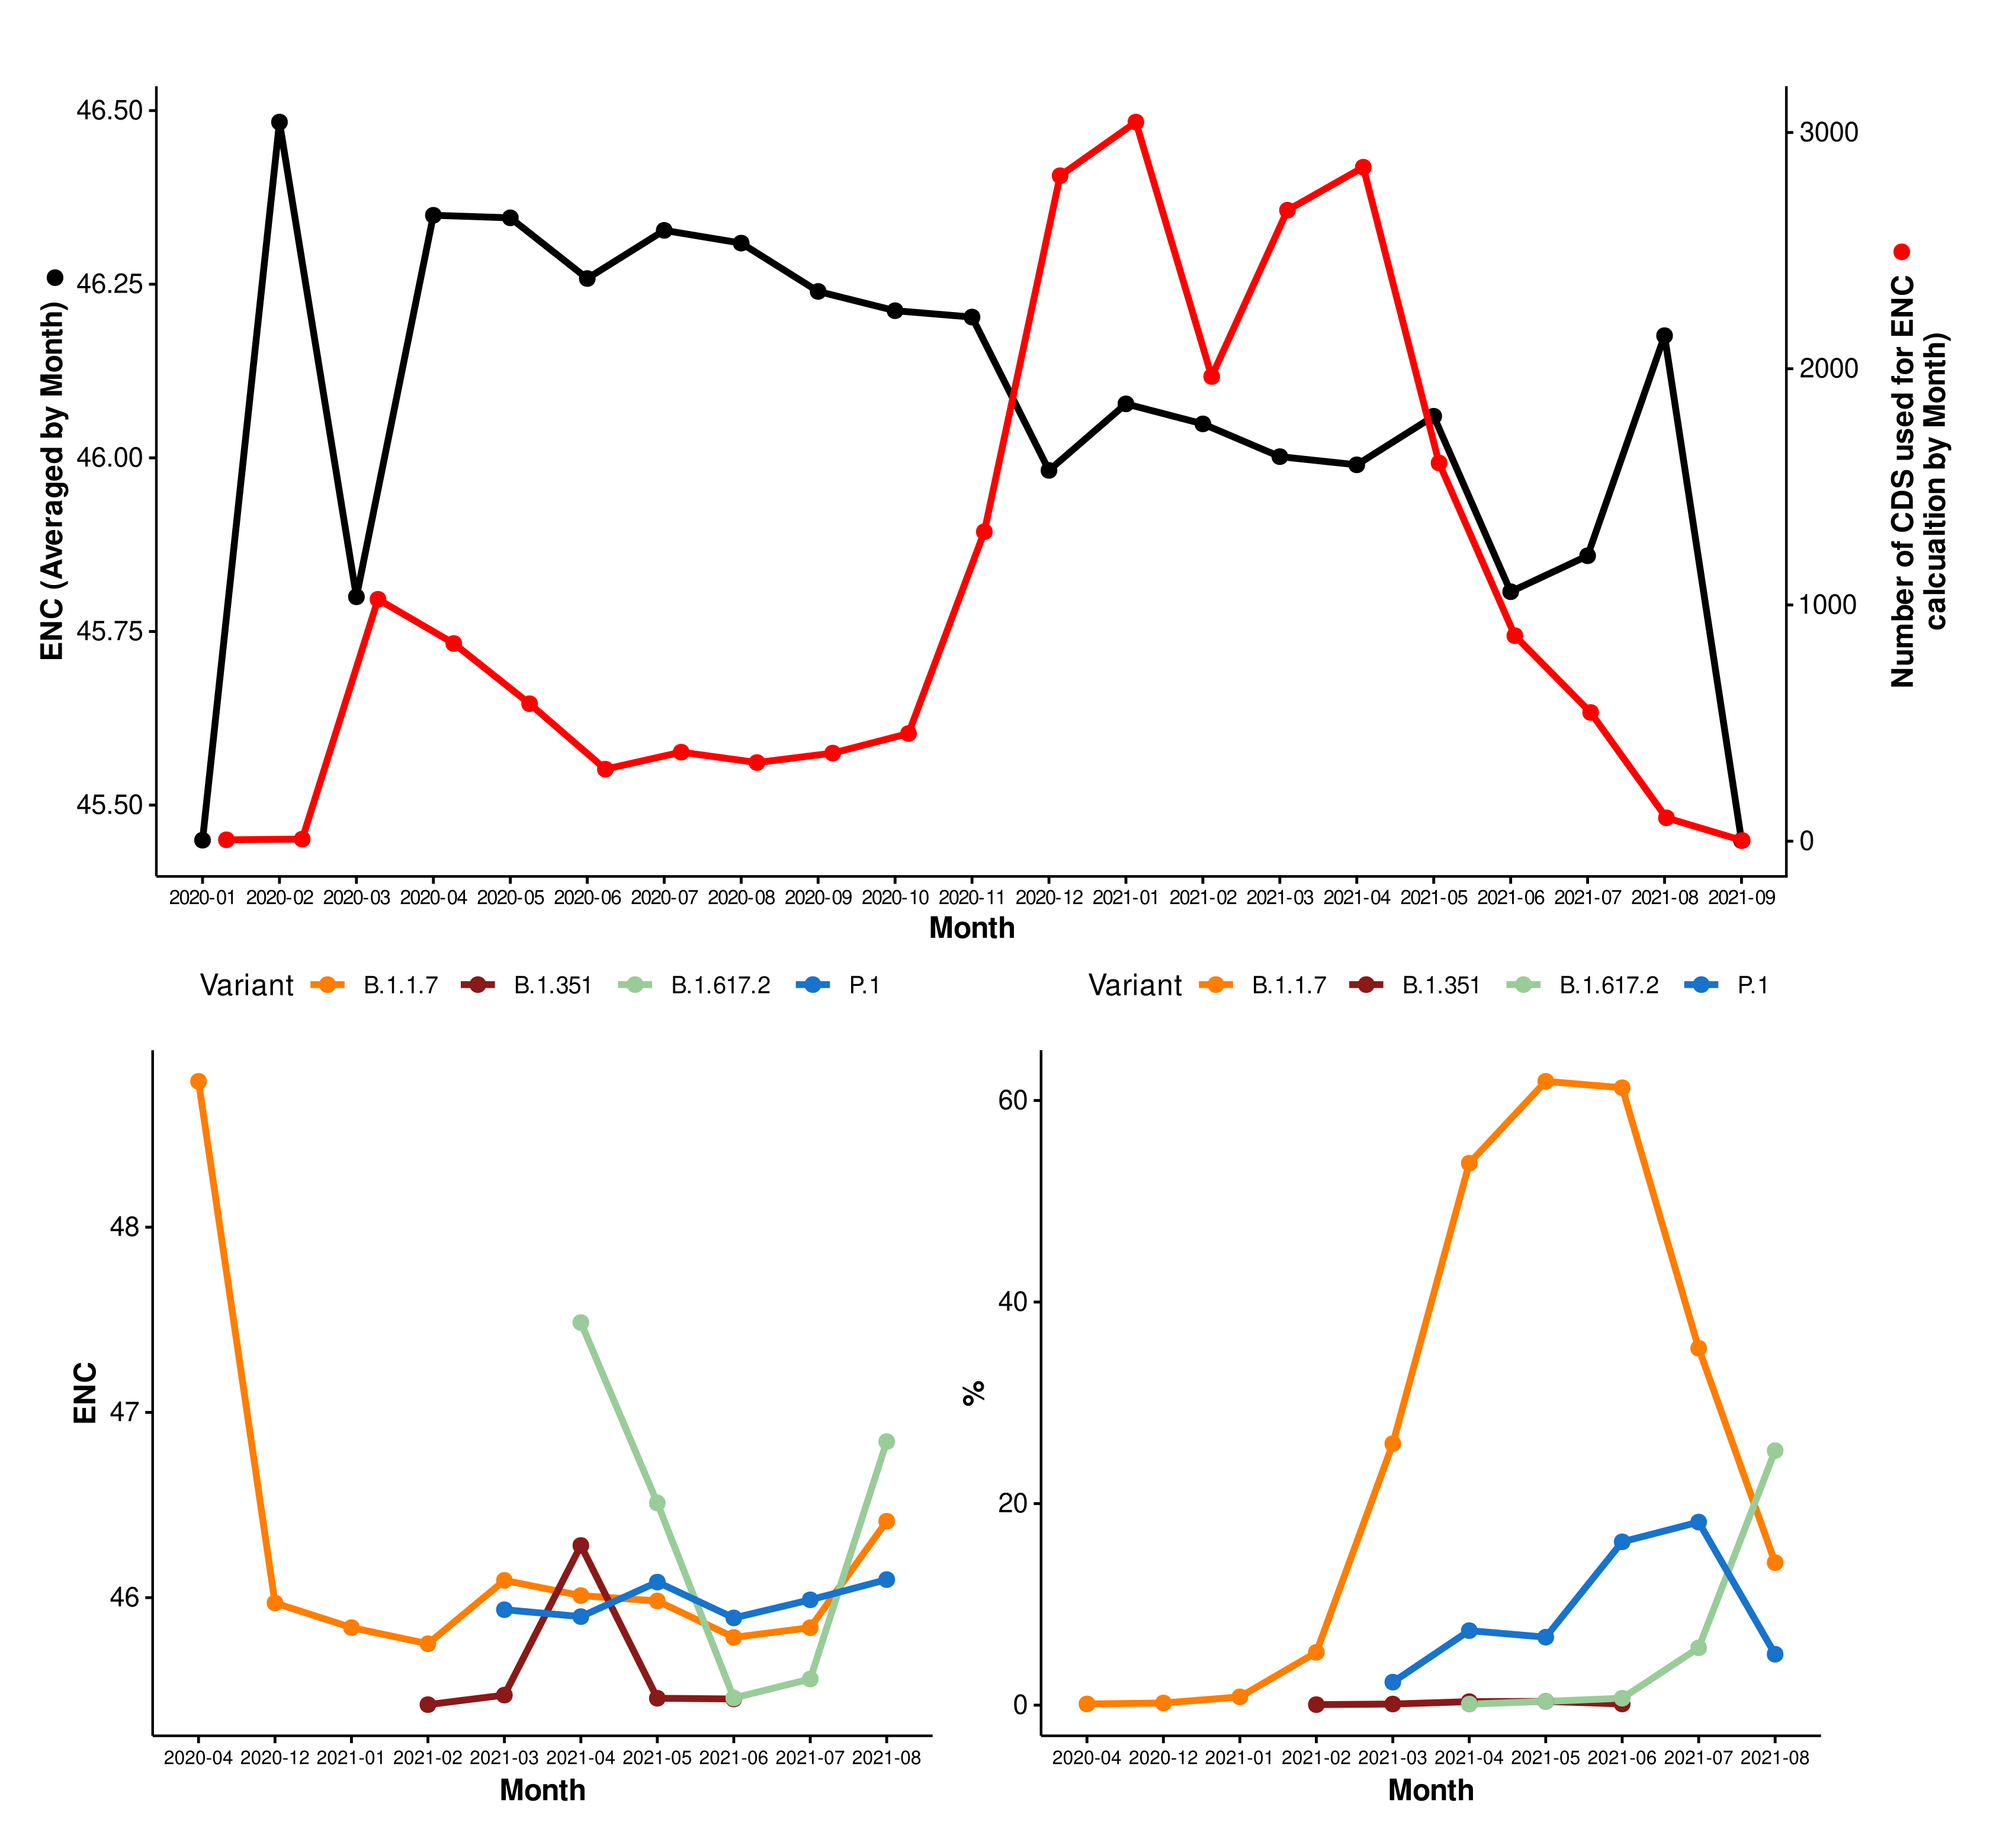 46.50
46.25
46.00
45.75
45.50
ENC (Averaged by Month)
3000
2000
1000
0
Number of CDS used for ENC
calcualtion by Month)
2020-01 2020-02 2020-03 2020-04 2020-05 2020-06 2020-07 2020-08 2020-09 2020-10 2020-11 2020-12 2021-01 2021-02 2021-03 2021-04 2021-05 2021-06 2021-07 2021-08 2021-09
Month
Variant B.1.1.7 B.1.351 B.1.617.2 P.1
48
47
46
ENC
2020-04 2020-12 2021-01 2021-02 2021-03 2021-04 2021-05 2021-06 2021-07 2021-08
Month
Variant B.1.1.7 B.1.351 B.1.617.2 P.1
60
40
20
0
%
2020-04 2020-12 2021-01 2021-02 2021-03 2021-04 2021-05 2021-06 2021-07 2021-08
Month